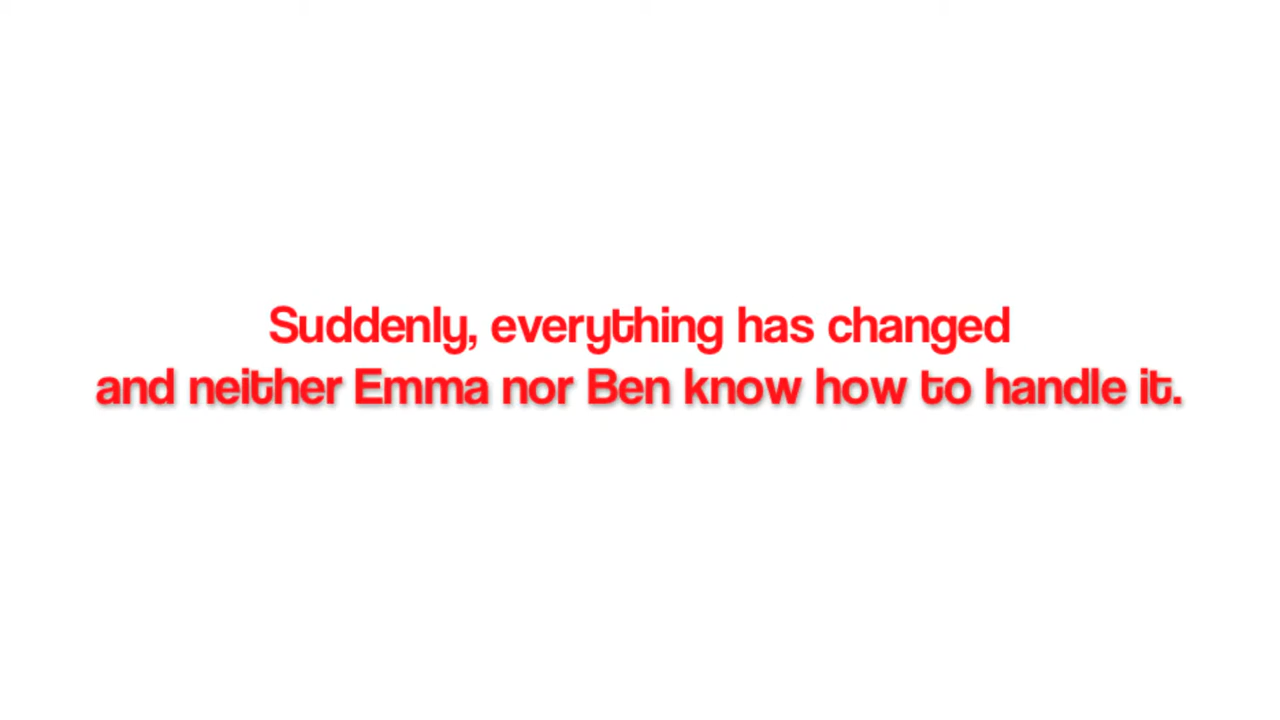 Suddenly, everything has changed
and neither Emma nor Ben know how to handle it.